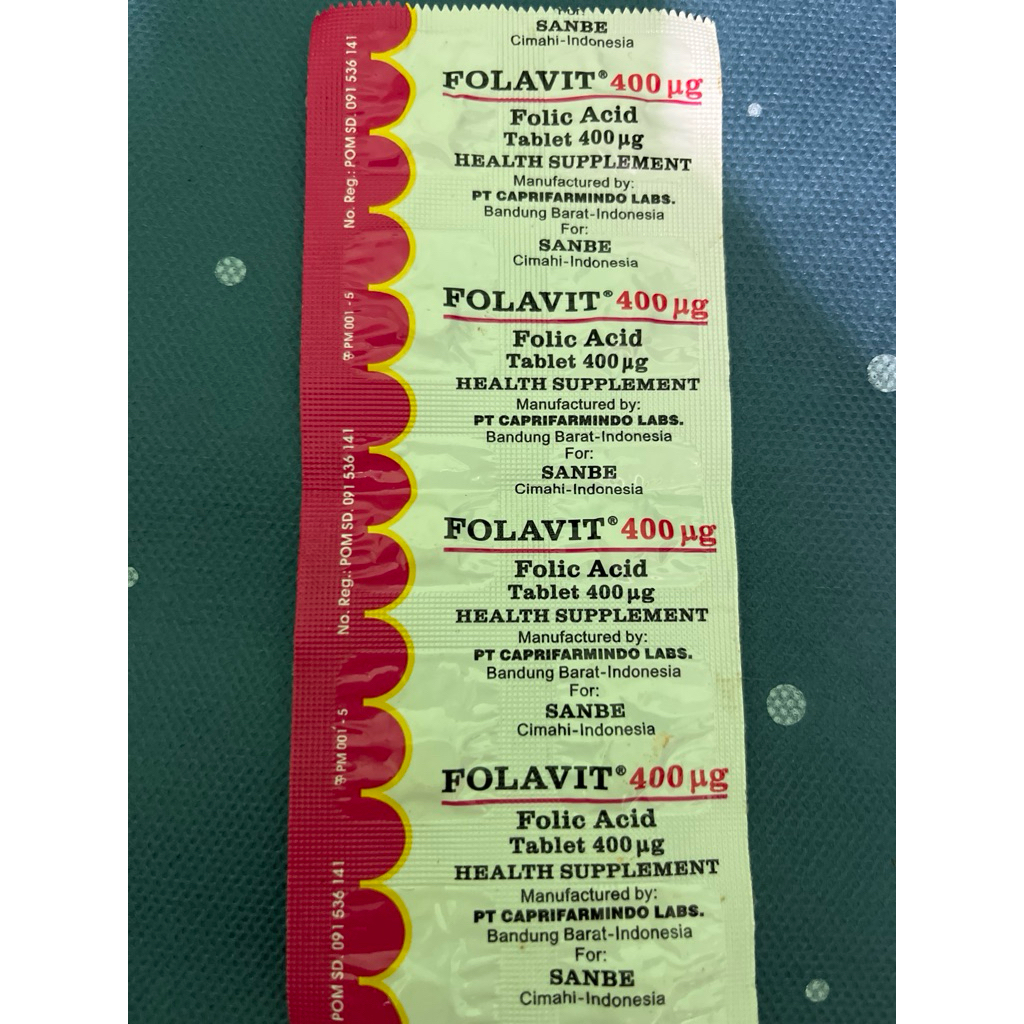 SANBE
Cimahi-Indonesia
FOLAVIT® 400 µg
Folic Acid
Tablet 400 µg
HEALTH SUPPLEMENT
Manufactured by:
PT CAPRIFARMINDO LABS.
Bandung Barat-Indonesia
For:
SANBE
Cimahi-Indonesia
FOLAVIT® 400 µg
Folic Acid
Tablet 400 µg
HEALTH SUPPLEMENT
Manufactured by:
PT CAPRIFARMINDO LABS.
Bandung Barat-Indonesia
For:
SANBE
Cimahi-Indonesia
FOLAVIT® 400 µg
Folic Acid
Tablet 400 µg
HEALTH SUPPLEMENT
Manufactured by:
PT CAPRIFARMINDO LABS.
Bandung Barat-Indonesia
For:
SANBE
Cimahi-Indonesia
FOLAVIT® 400 µg
Folic Acid
Tablet 400 µg
HEALTH SUPPLEMENT
Manufactured by:
PT CAPRIFARMINDO LABS.
Bandung Barat-Indonesia
For:
SANBE
Cimahi-Indonesia
No. Reg.: POM SD. 091 536 141
PM 001 - 5
No. Reg.: POM SD. 091 536 141
PM 001 - 5
POM SD. 091 536 141